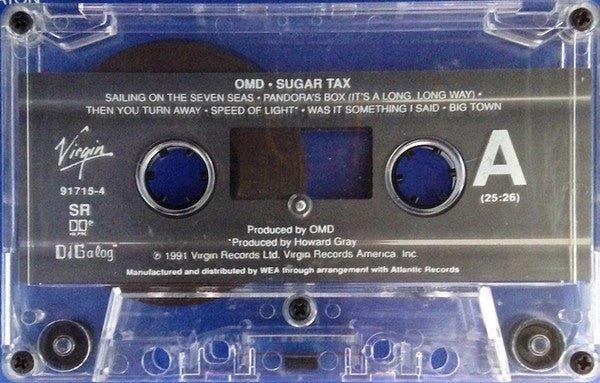 OMD • SUGAR TAX
SAILING ON THE SEVEN SEAS • PANDORA'S BOX (IT'S A LONG, LONG WAY) •
THEN YOU TURN AWAY • SPEED OF LIGHT* • WAS IT SOMETHING I SAID • BIG TOWN
Virgin
91715-4
SR
DiGalog
A
(25:26)
Produced by OMD
*Produced by Howard Gray
℗ 1991 Virgin Records Ltd. Virgin Records America, Inc.
Manufactured and distributed by WEA through arrangement with Atlantic Records